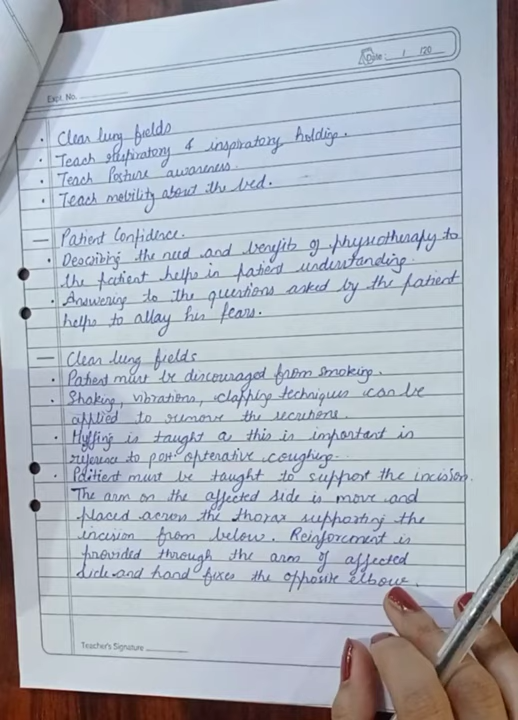 Date: / /20
Expt. No.
• Clear lung fields
• Teach respiratory & inspiratory holding.
• Teach Posture awareness.
• Teach mobility about the bed.
— Patient Confidence.
• Describing the need and benefits of physiotherapy to
the patient helps in patient understanding.
• Answering to the questions asked by the patient
helps to allay his fears.
— Clear lung fields
• Patient must be discouraged from smoking.
• Shaking, vibrations, clapping techniques can be
applied to remove the secretions.
• Huffing is taught a this is important in
reference to post opterative coughing.
• Patient must be taught to support the incision.
The arm on the affected side is move and
placed across the thorax supporting the
incision from below. Reinforcement is
provided through the arm of affected
side and hand fixes the opposite elbow.
Teacher's Signature